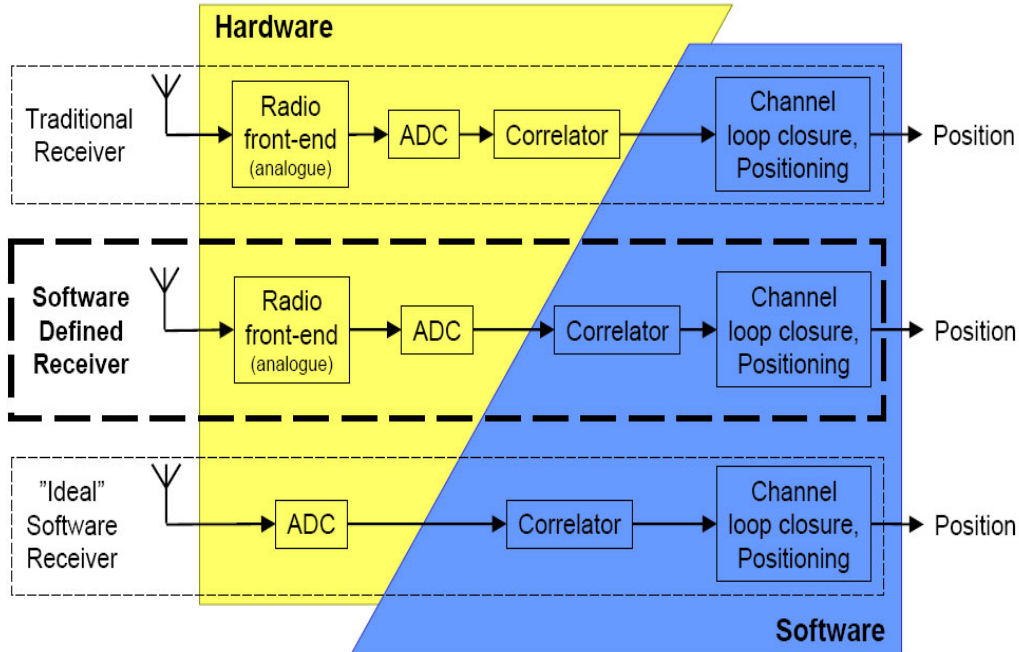 Hardware
Traditional
Receiver
Radio
front-end
(analogue)
ADC
Correlator
Channel
loop closure,
Positioning
Position
Software
Defined
Receiver
Radio
front-end
(analogue)
ADC
Correlator
Channel
loop closure,
Positioning
Position
”Ideal”
Software
Receiver
ADC
Correlator
Channel
loop closure,
Positioning
Position
Software